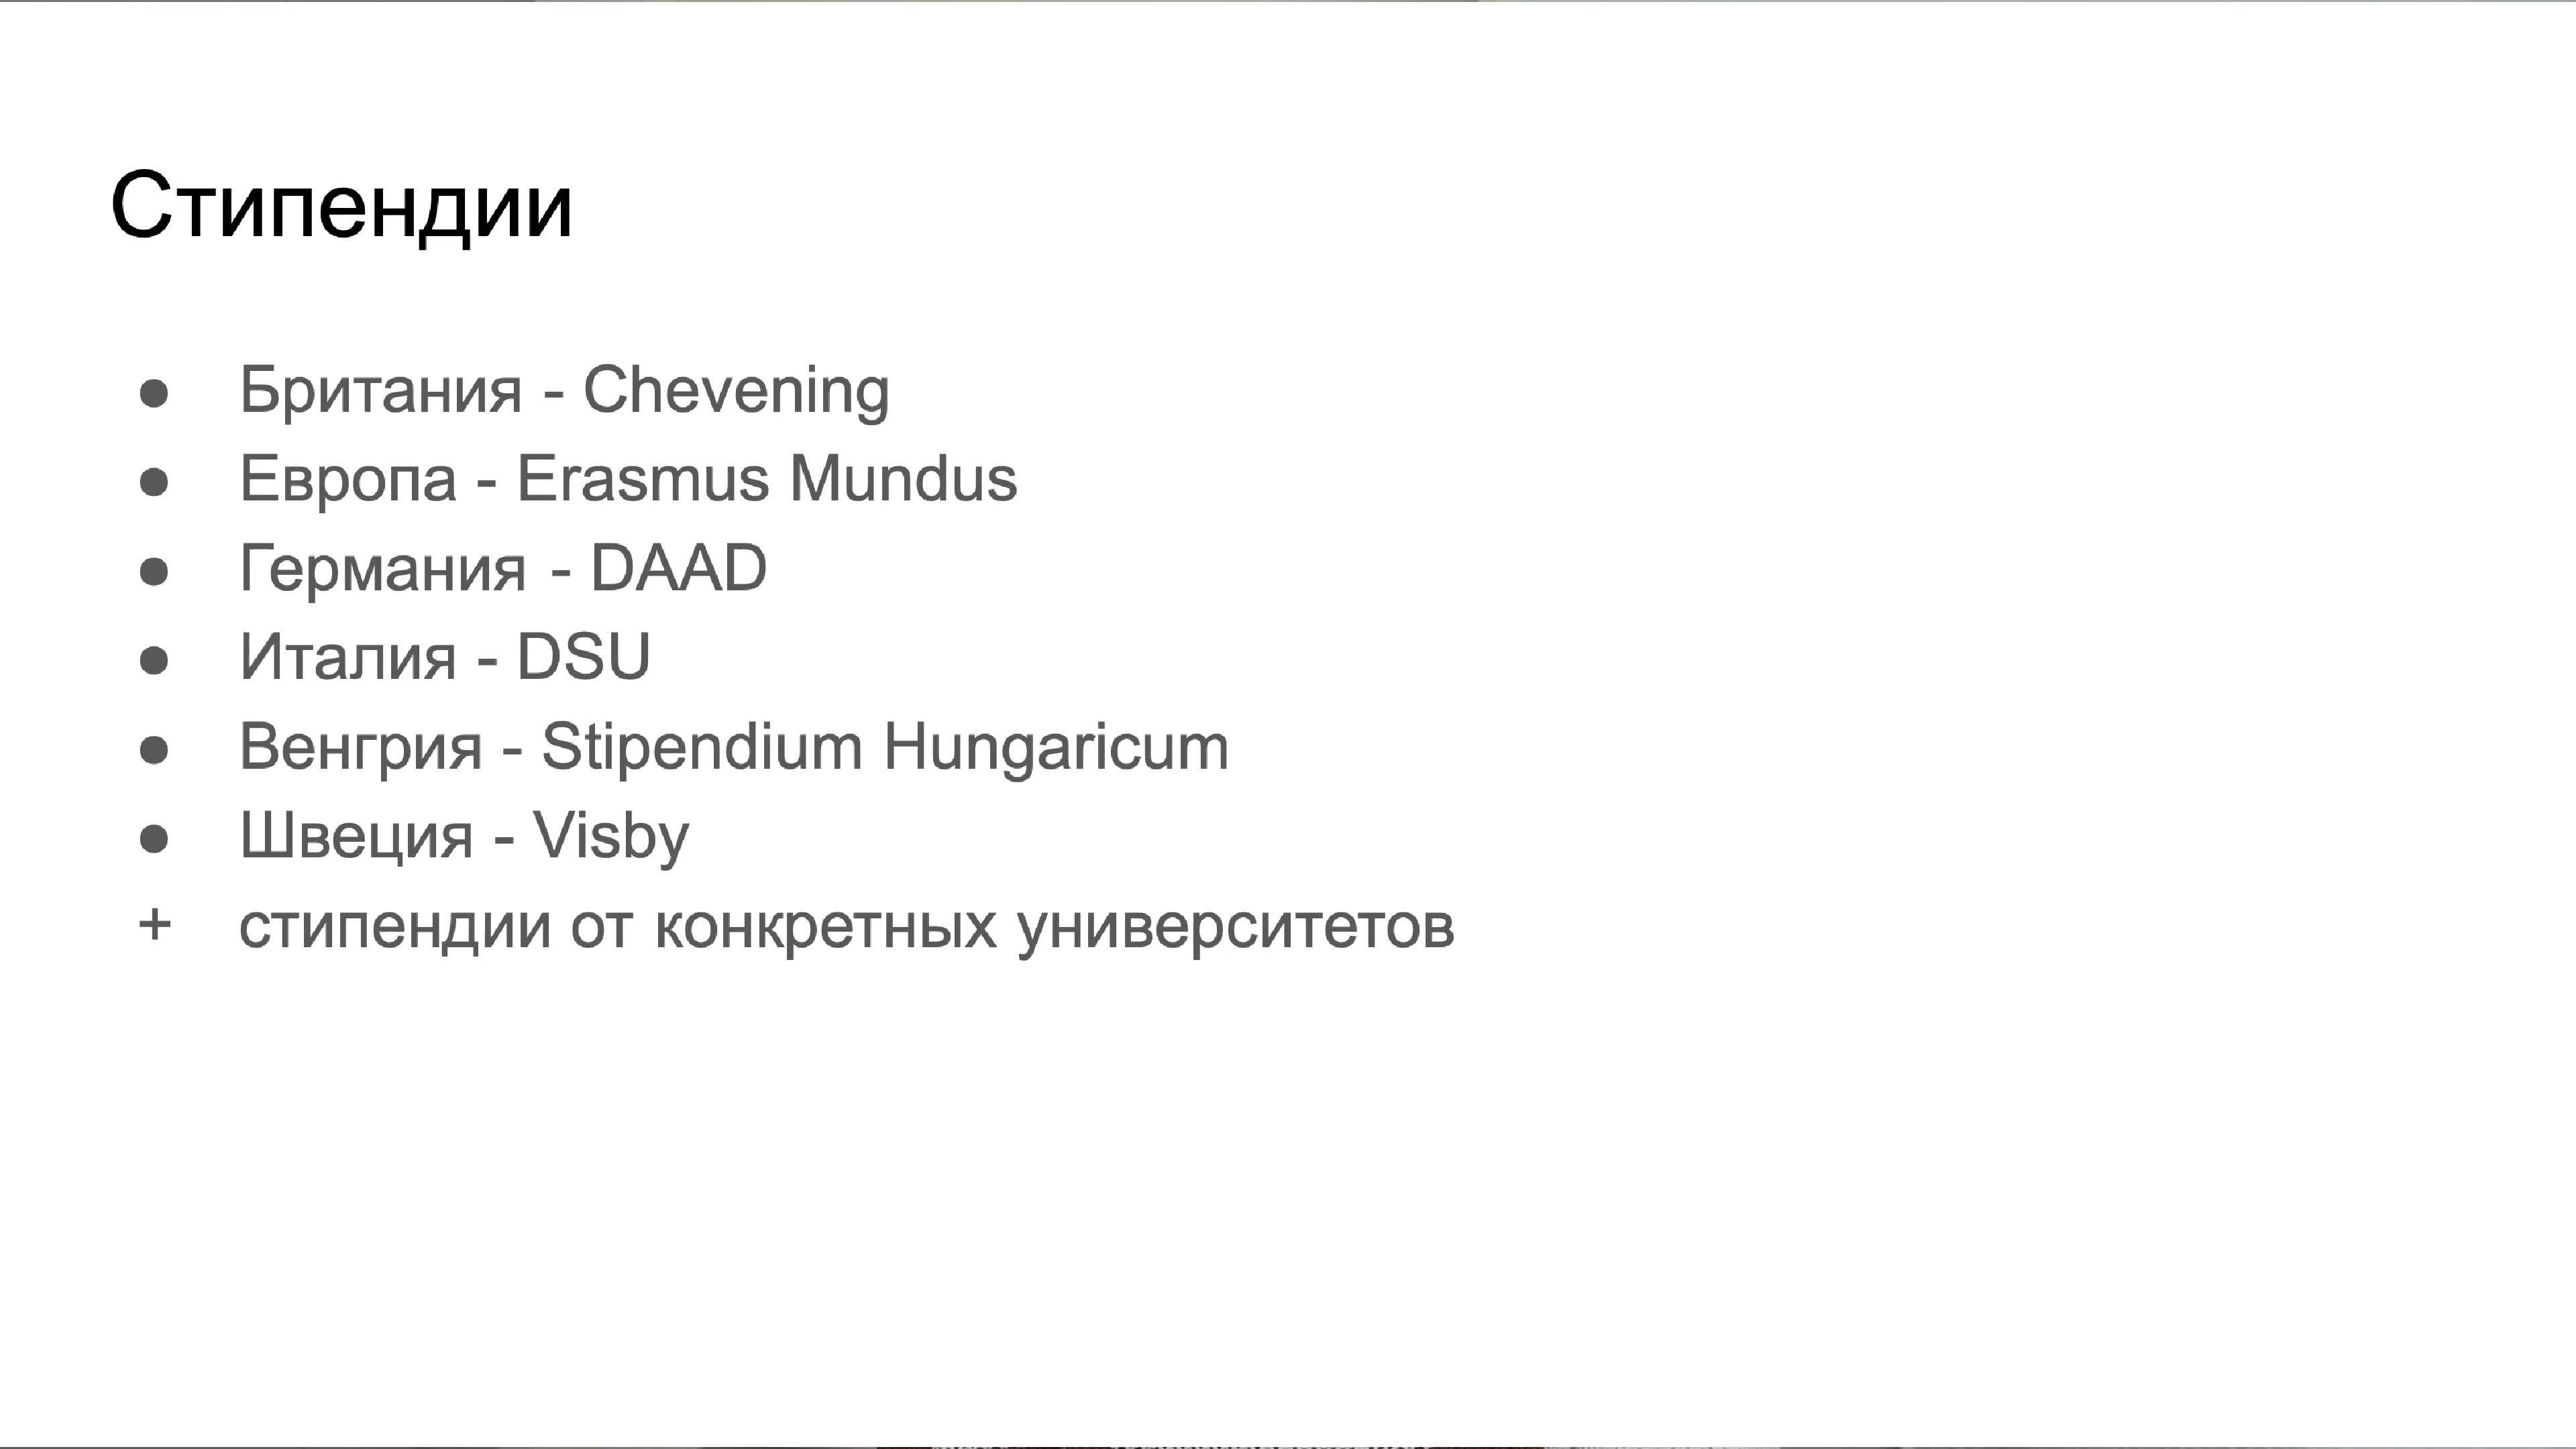 Стипендии
● Британия - Chevening
● Европа - Erasmus Mundus
● Германия - DAAD
● Италия - DSU
● Венгрия - Stipendium Hungaricum
● Швеция - Visby
+ стипендии от конкретных университетов